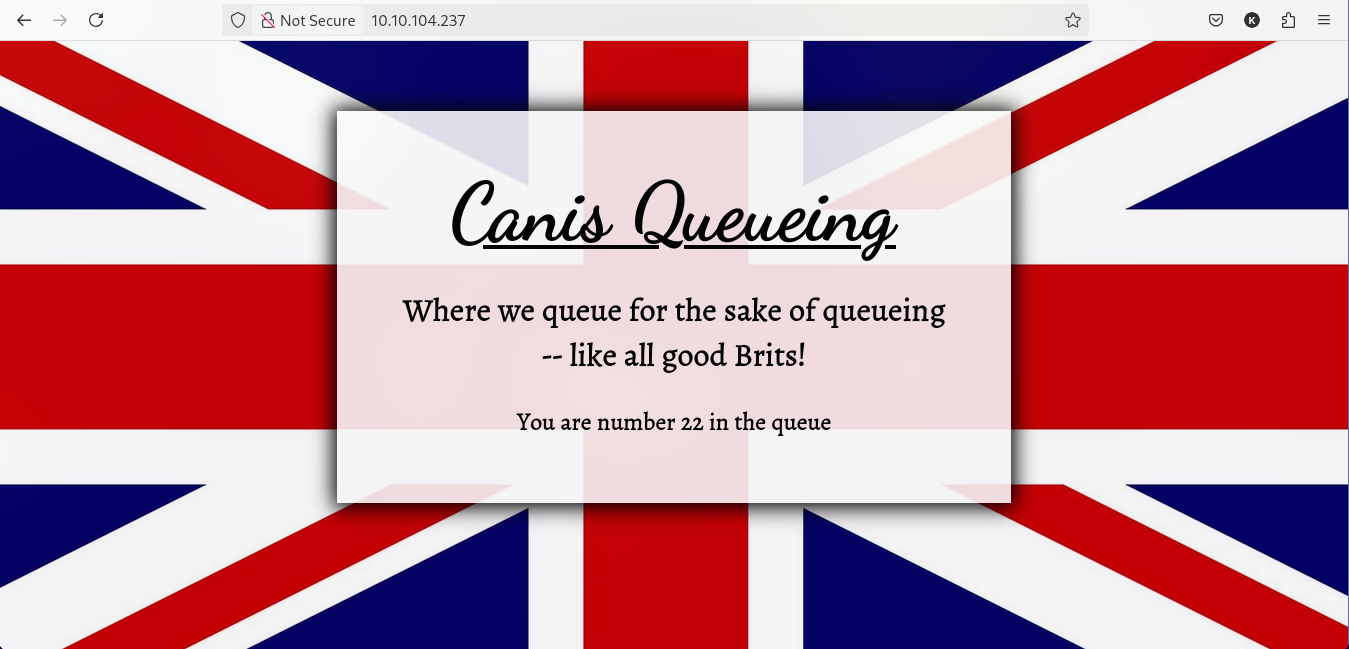 Not Secure 10.10.104.237
K
Canis Queueing
Where we queue for the sake of queueing
-- like all good Brits!
You are number 22 in the queue